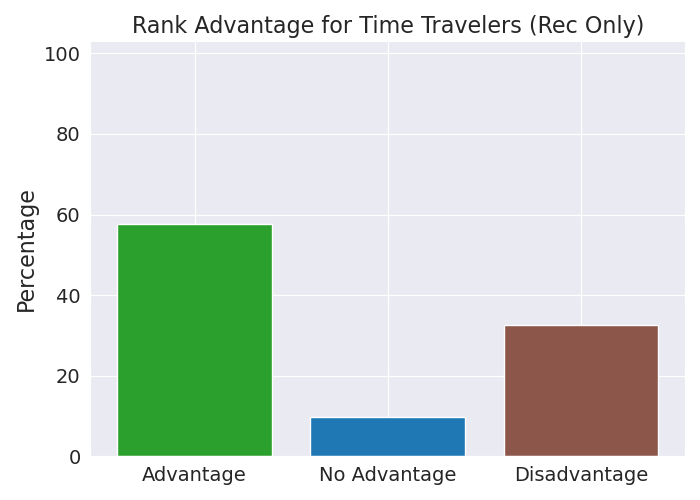 Rank Advantage for Time Travelers (Rec Only)
100
80
60
40
20
0
Percentage
Advantage
No Advantage
Disadvantage